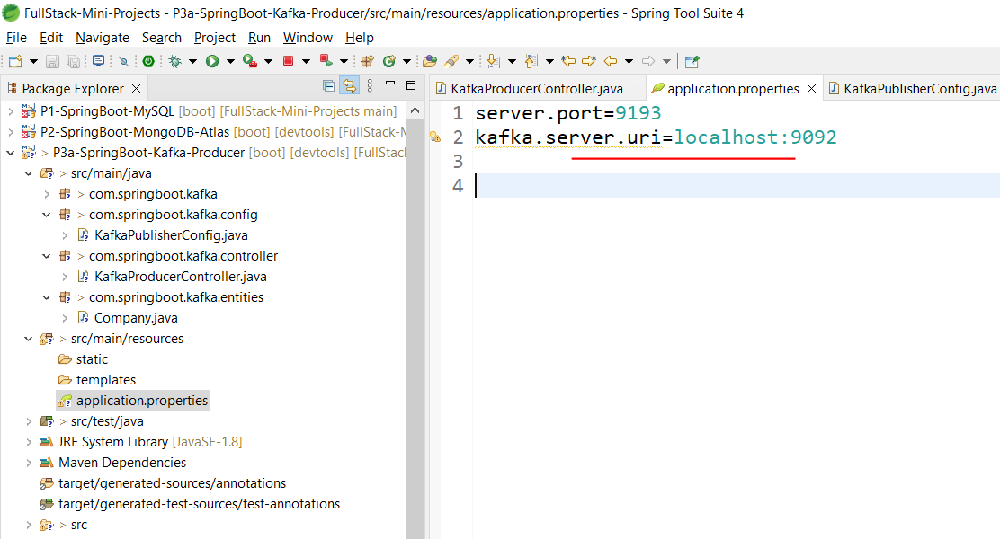 FullStack-Mini-Projects - P3a-SpringBoot-Kafka-Producer/src/main/resources/application.properties - Spring Tool Suite 4
File Edit Navigate Search Project Run Window Help
Package Explorer
P1-SpringBoot-MySQL [boot] [FullStack-Mini-Projects main]
P2-SpringBoot-MongoDB-Atlas [boot] [devtools] [FullStack-M
> P3a-SpringBoot-Kafka-Producer [boot] [devtools] [FullStack
> src/main/java
> com.springboot.kafka
> com.springboot.kafka.config
> KafkaPublisherConfig.java
> com.springboot.kafka.controller
> KafkaProducerController.java
> com.springboot.kafka.entities
> Company.java
> src/main/resources
static
templates
application.properties
> src/test/java
JRE System Library [JavaSE-1.8]
Maven Dependencies
target/generated-sources/annotations
target/generated-test-sources/test-annotations
> src
KafkaProducerController.java application.properties KafkaPublisherConfig.java
1 server.port=9193
2 kafka.server.uri=localhost:9092
3
4